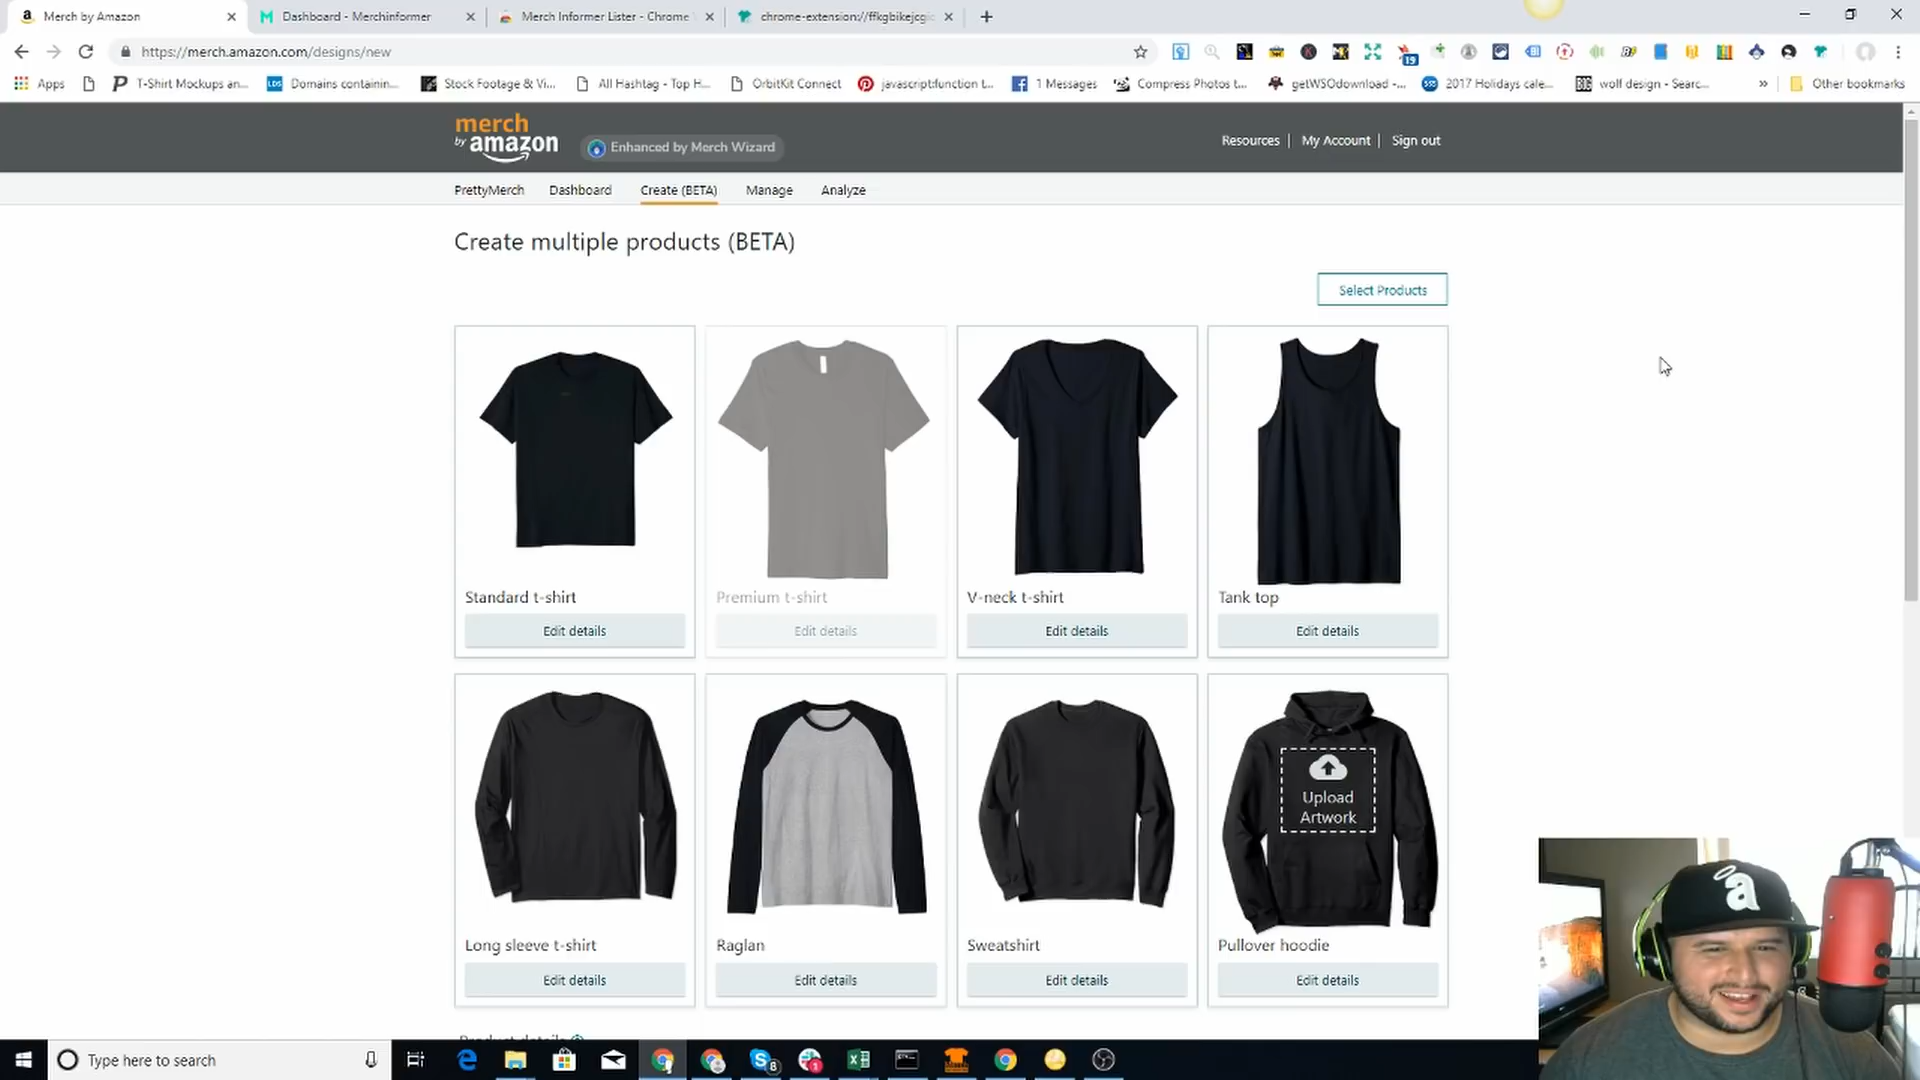 Merch by Amazon
Dashboard - Merchinformer
Merch Informer Lister - Chrome
chrome-extension://ffkgbikejcgic
https://merch.amazon.com/designs/new
19
Apps
T-Shirt Mockups an...
Domains containin...
Stock Footage & Vi...
All Hashtag - Top H...
OrbitKit Connect
javascript:function t...
1 Messages
Compress Photos t...
getWSOdownload -...
2017 Holidays cale...
wolf design - Searc...
»
Other bookmarks
merch
by amazon
Enhanced by Merch Wizard
Resources
My Account
Sign out
PrettyMerch
Dashboard
Create (BETA)
Manage
Analyze
Create multiple products (BETA)
Select Products
Standard t-shirt
Premium t-shirt
V-neck t-shirt
Tank top
Edit details
Edit details
Edit details
Edit details
Upload
Artwork
Long sleeve t-shirt
Raglan
Sweatshirt
Pullover hoodie
Edit details
Edit details
Edit details
Edit details
Type here to search